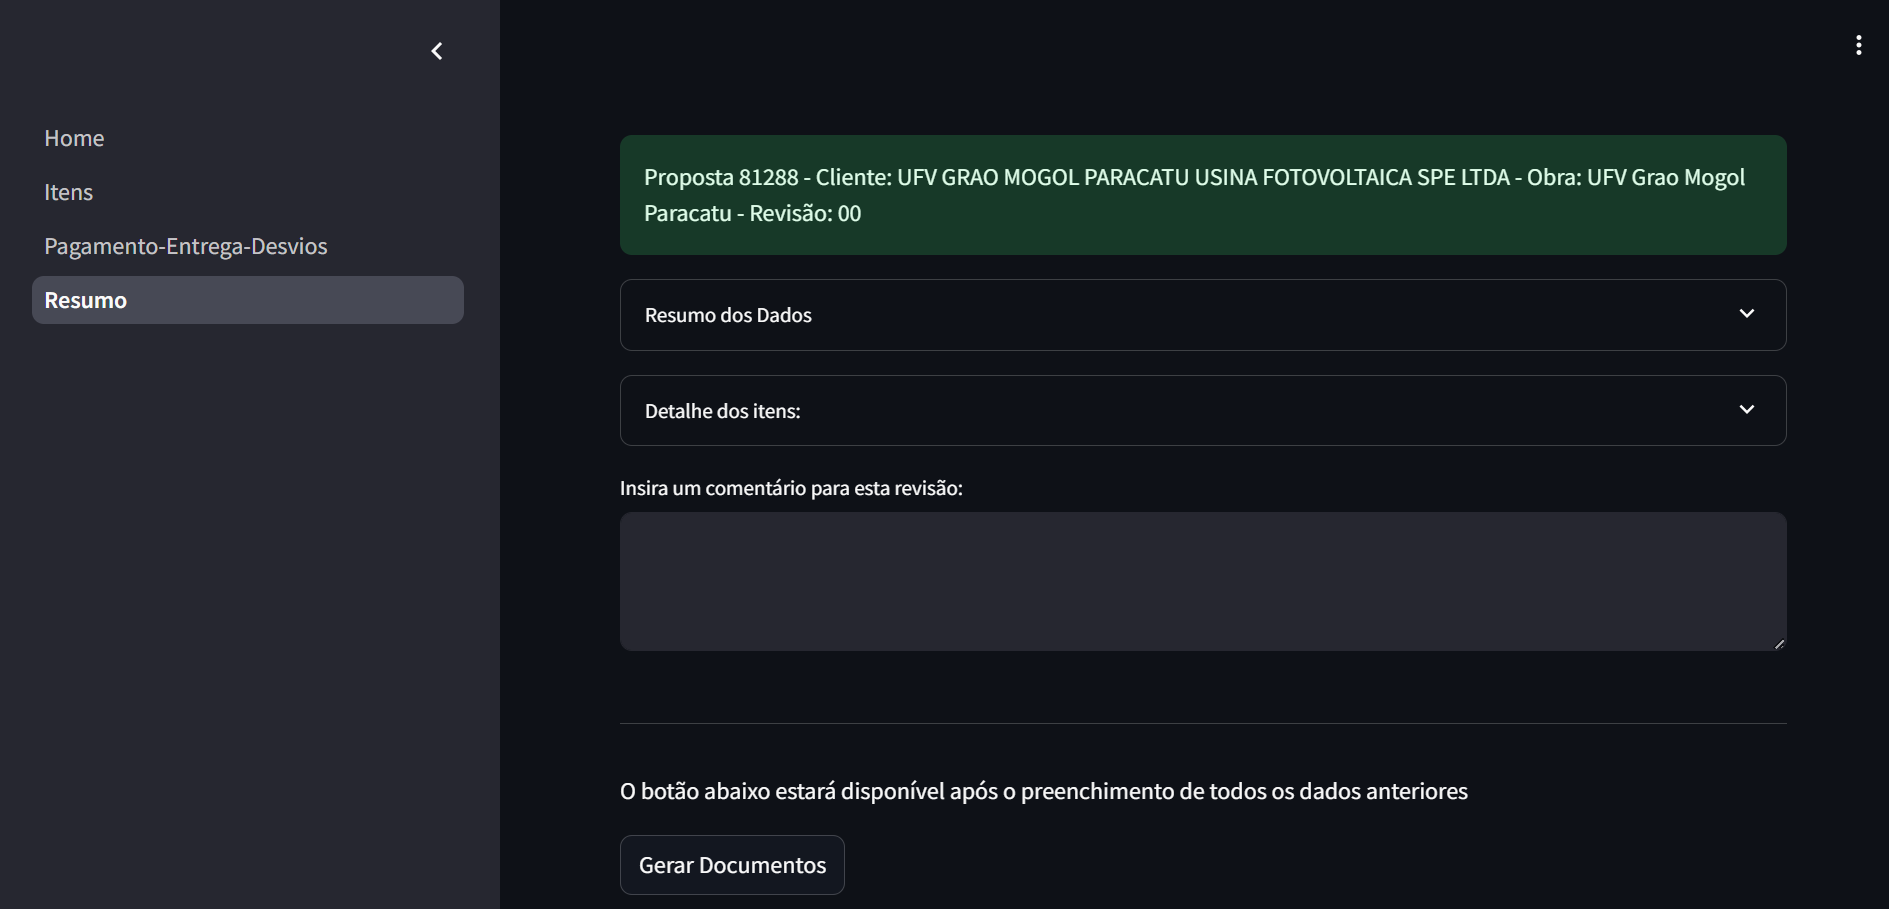 Home
Itens
Pagamento-Entrega-Desvios
Resumo
Proposta 81288 - Cliente: UFV GRAO MOGOL PARACATU USINA FOTOVOLTAICA SPE LTDA - Obra: UFV Grao Mogol
Paracatu - Revisão: 00
Resumo dos Dados
Detalhe dos itens:
Insira um comentário para esta revisão:
O botão abaixo estará disponível após o preenchimento de todos os dados anteriores
Gerar Documentos